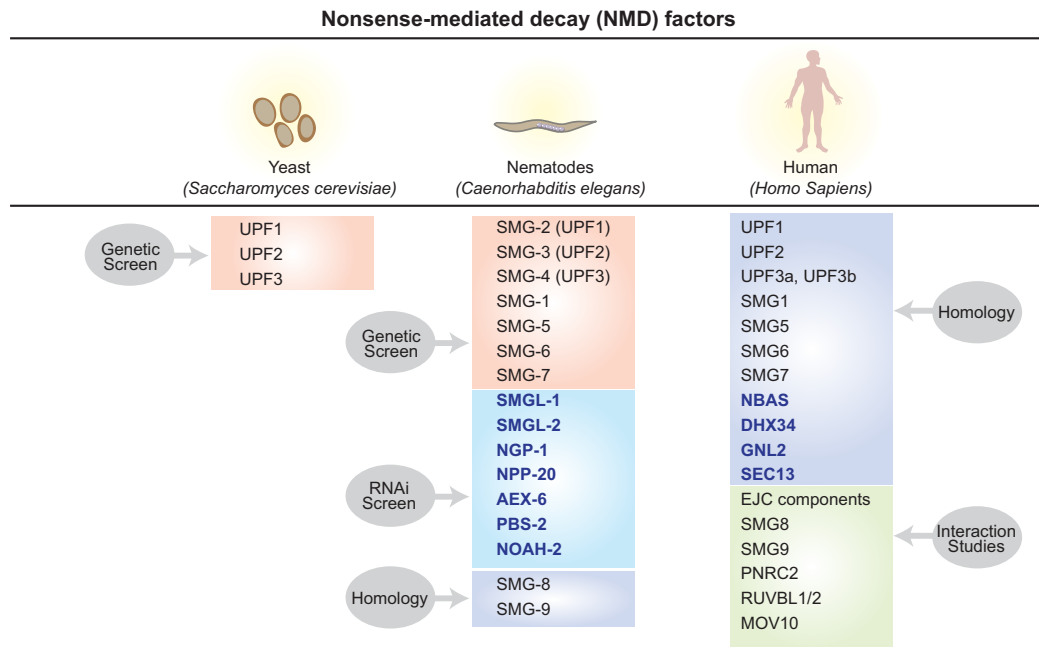 Nonsense-mediated decay (NMD) factors
Yeast
(Saccharomyces cerevisiae)
Nematodes
(Caenorhabditis elegans)
Human
(Homo Sapiens)
Genetic
Screen
UPF1
UPF2
UPF3
Genetic
Screen
SMG-2 (UPF1)
SMG-3 (UPF2)
SMG-4 (UPF3)
SMG-1
SMG-5
SMG-6
SMG-7
RNAi
Screen
SMGL-1
SMGL-2
NGP-1
NPP-20
AEX-6
PBS-2
NOAH-2
Homology
SMG-8
SMG-9
UPF1
UPF2
UPF3a, UPF3b
SMG1
SMG5
SMG6
SMG7
NBAS
DHX34
GNL2
SEC13
Homology
EJC components
SMG8
SMG9
PNRC2
RUVBL1/2
MOV10
Interaction
Studies